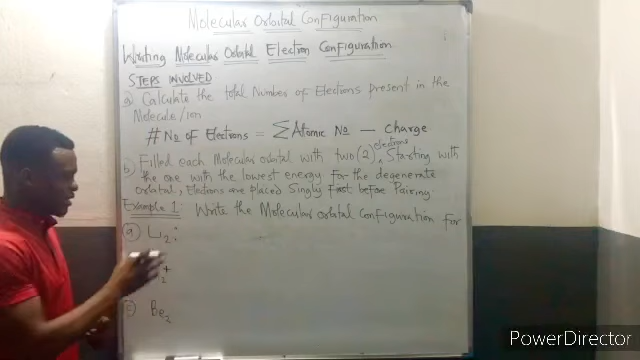 Molecular Orbital Configuration
Writing Molecular Orbital Electron Configuration
STEPS INVOLVED
a) Calculate the total Number of Electrons present in the
Molecule/ion
# No of Electrons = ∑ Atomic No — Charge
b) Filled each Molecular orbital with two (2) electrons, Starting with
the one with the lowest energy for the degenerate
orbital, Electrons are placed Singly first before Pairing.
Example 1: Write the Molecular orbital Configuration for
(a) Li2:
2+
(c) Be2
PowerDirector